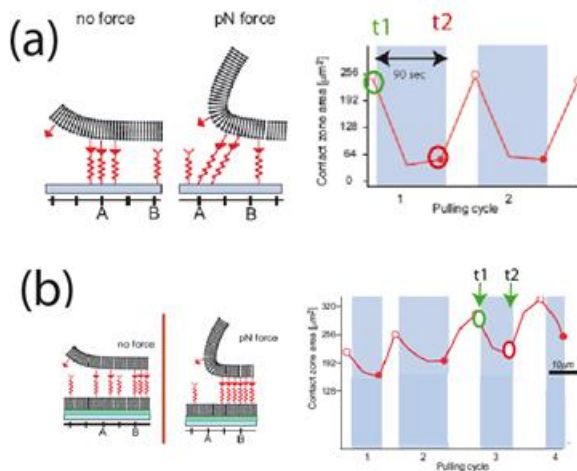 (a)
no force
pN force
A
B
A
B
t1
t2
90 sec
Contact zone area [μm²]
256
192
128
64
0
1
2
Pulling cycle
(b)
no force
pN force
A
B
A
B
t1
t2
Contact zone area [μm²]
320
256
192
128
10μm
1
2
3
4
Pulling cycle